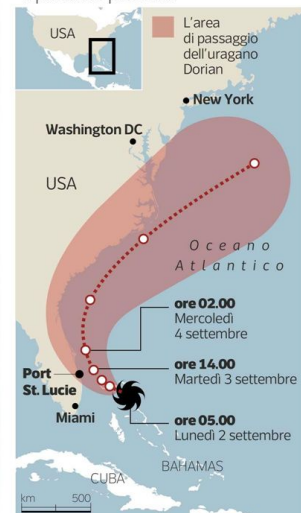 USA
L'area
di passaggio
dell'uragano
Dorian
New York
Washington DC
USA
Oceano
Atlantico
ore 02.00
Mercoledì
4 settembre
ore 14.00
Martedì 3 settembre
Port
St. Lucie
Miami
ore 05.00
Lunedì 2 settembre
BAHAMAS
CUBA
km 500